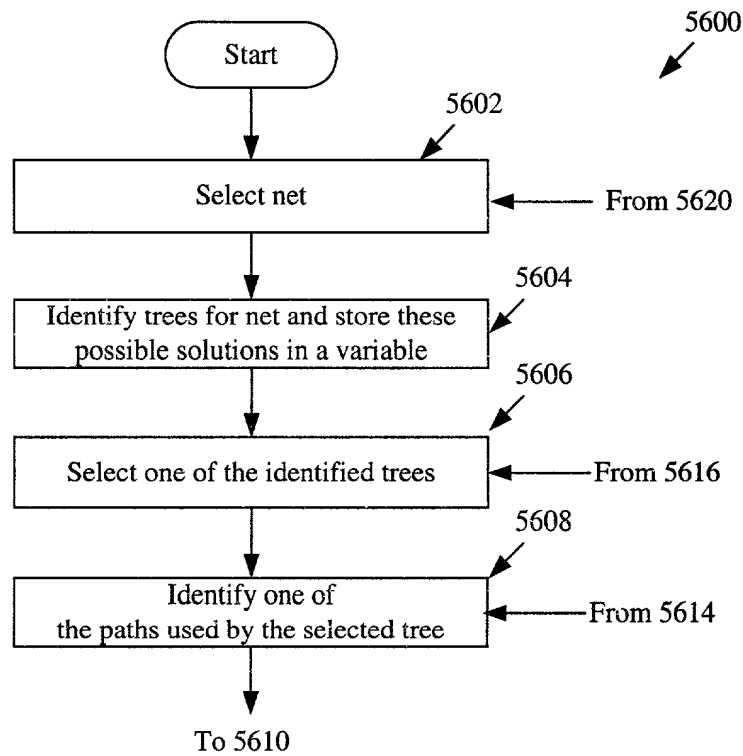 5600
Start
5602
Select net
From 5620
5604
Identify trees for net and store these
possible solutions in a variable
5606
Select one of the identified trees
From 5616
5608
Identify one of
the paths used by the selected tree
From 5614
To 5610